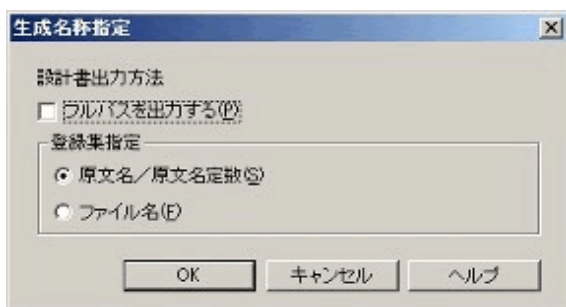 生成名称指定
設計書出力方法
フルパスを出力する(P)
登録集指定
原文名／原文名定数(S)
ファイル名(F)
OK キャンセル ヘルプ